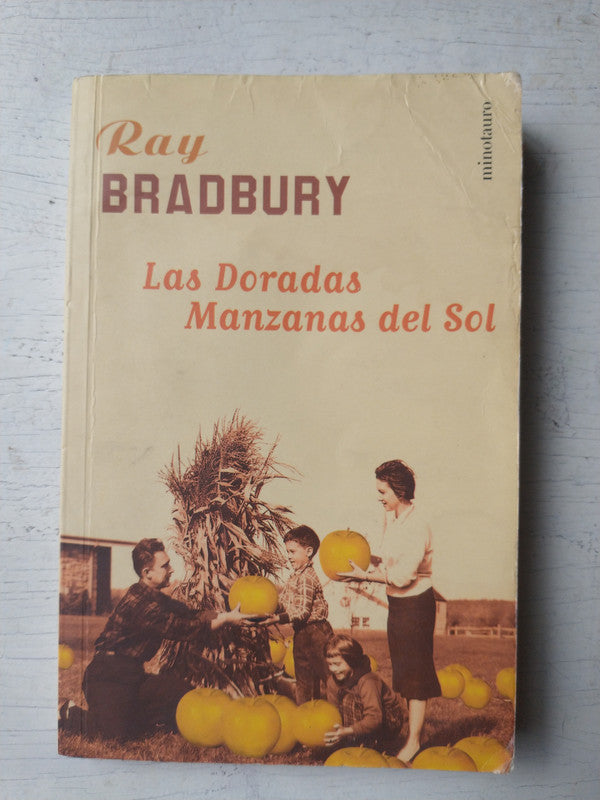 minotauro
Ray
BRADBURY
Las Doradas
Manzanas del Sol